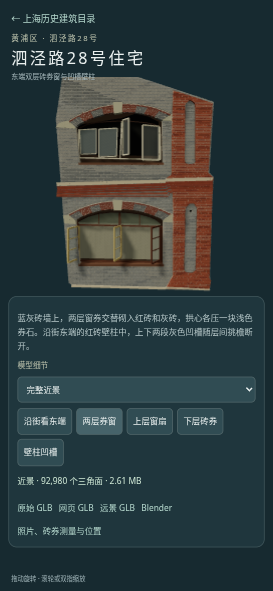 ← 上海历史建筑目录
黄浦区 · 泗泾路28号
泗泾路28号住宅
东端双层砖券窗与凹槽壁柱
蓝灰砖墙上，两层窗券交替砌入红砖和灰砖，拱心各压一块浅色
券石。沿街东端的红砖壁柱中，上下两段灰色凹槽随层间挑檐断
开。
模型细节
完整近景
沿街看东端
两层券窗
上层窗扇
下层砖券
壁柱凹槽
近景 · 92,980 个三角面 · 2.61 MB
原始 GLB 网页 GLB 远景 GLB Blender
照片、砖券测量与位置
拖动旋转 · 滚轮或双指缩放